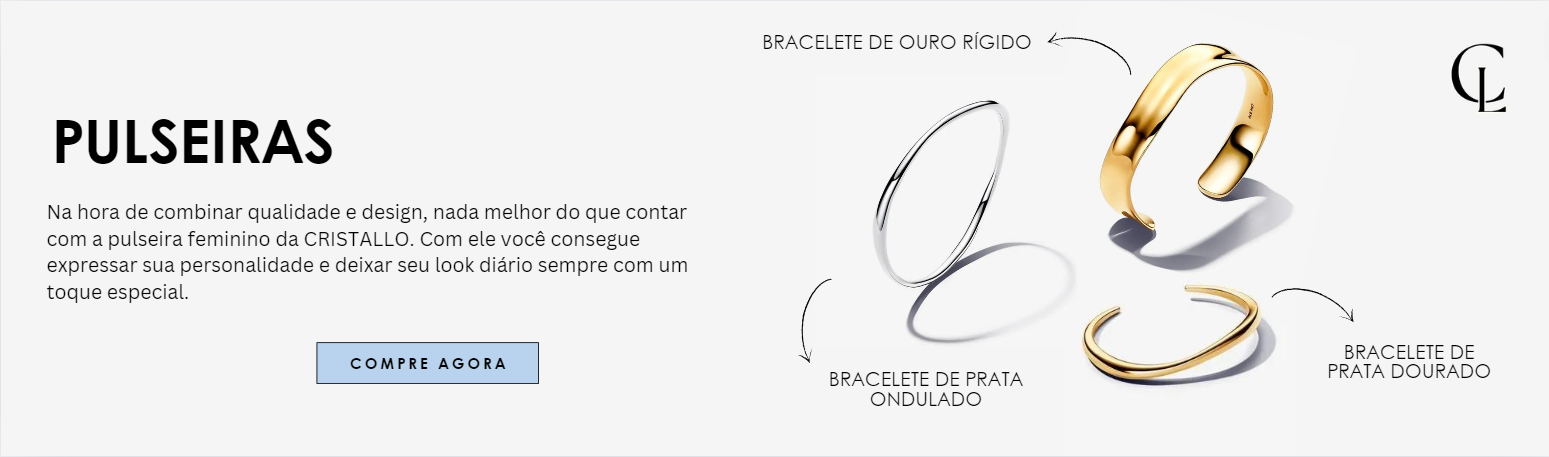 PULSEIRAS
Na hora de combinar qualidade e design, nada melhor do que contar
com a pulseira feminino da CRISTALLO. Com ele você consegue
expressar sua personalidade e deixar seu look diário sempre com um
toque especial.
COMPRE AGORA
BRACELETE DE OURO RÍGIDO
BRACELETE DE PRATA
ONDULADO
BRACELETE DE
PRATA DOURADO
CL